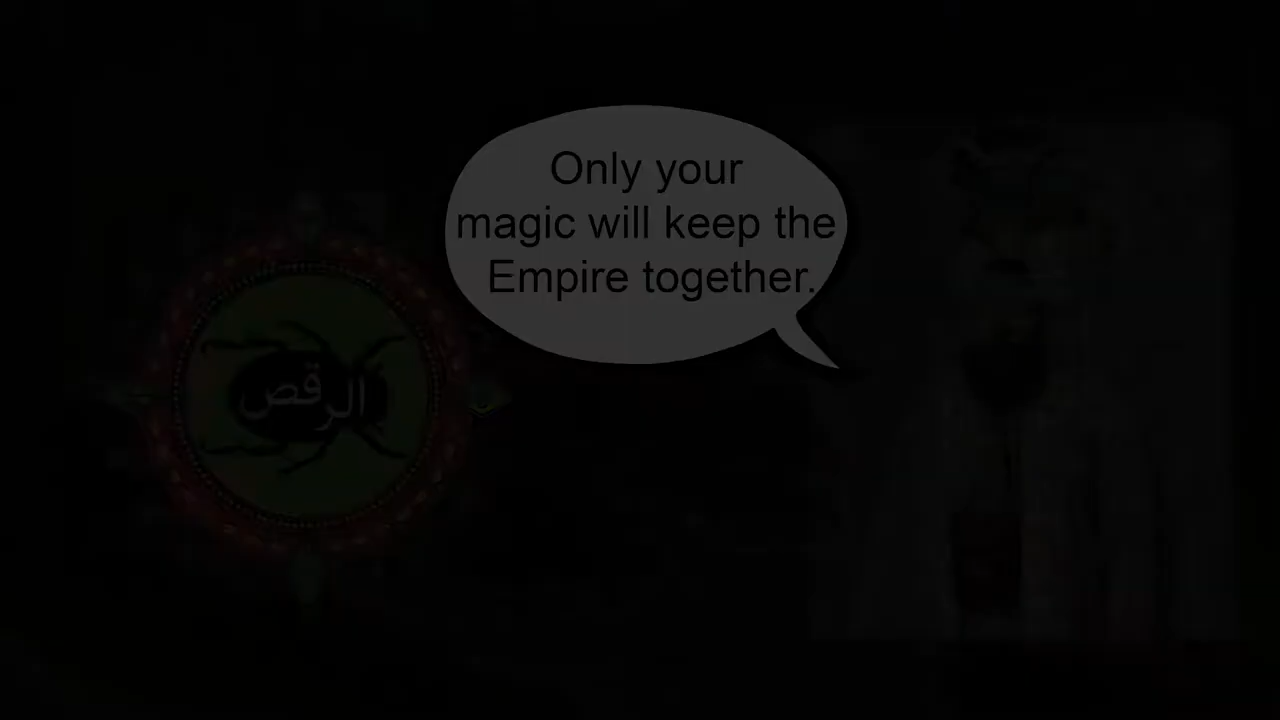 Only your
magic will keep the
Empire together.
الرقص